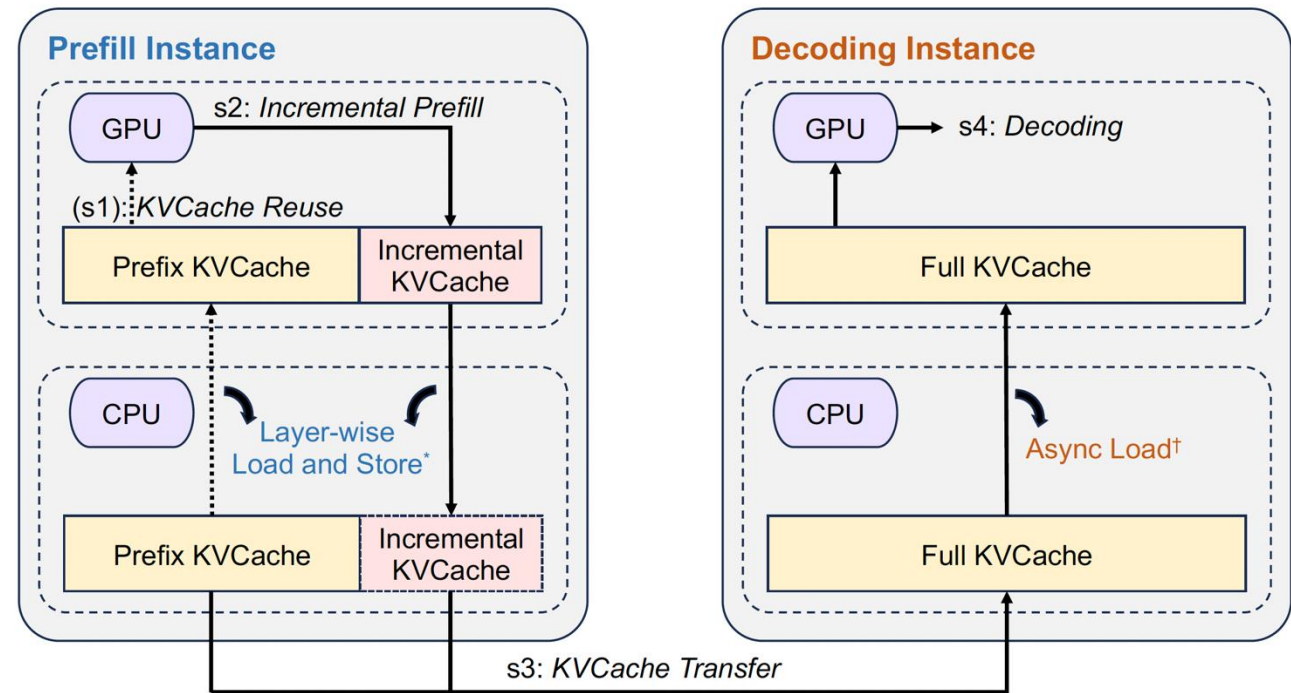 Prefill Instance
GPU
s2: Incremental Prefill
(s1): KVCache Reuse
Prefix KVCache
Incremental
KVCache
CPU
Layer-wise
Load and Store*
Prefix KVCache
Incremental
KVCache
s3: KVCache Transfer
Decoding Instance
GPU
s4: Decoding
Full KVCache
CPU
Async Load†
Full KVCache